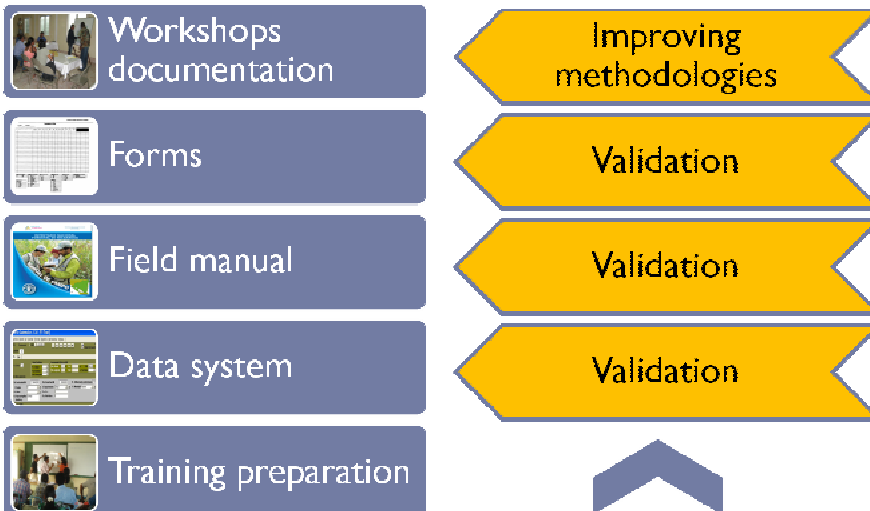 Workshops
documentation
Improving
methodologies
Forms
Validation
Field manual
Validation
Data system
Validation
Training preparation